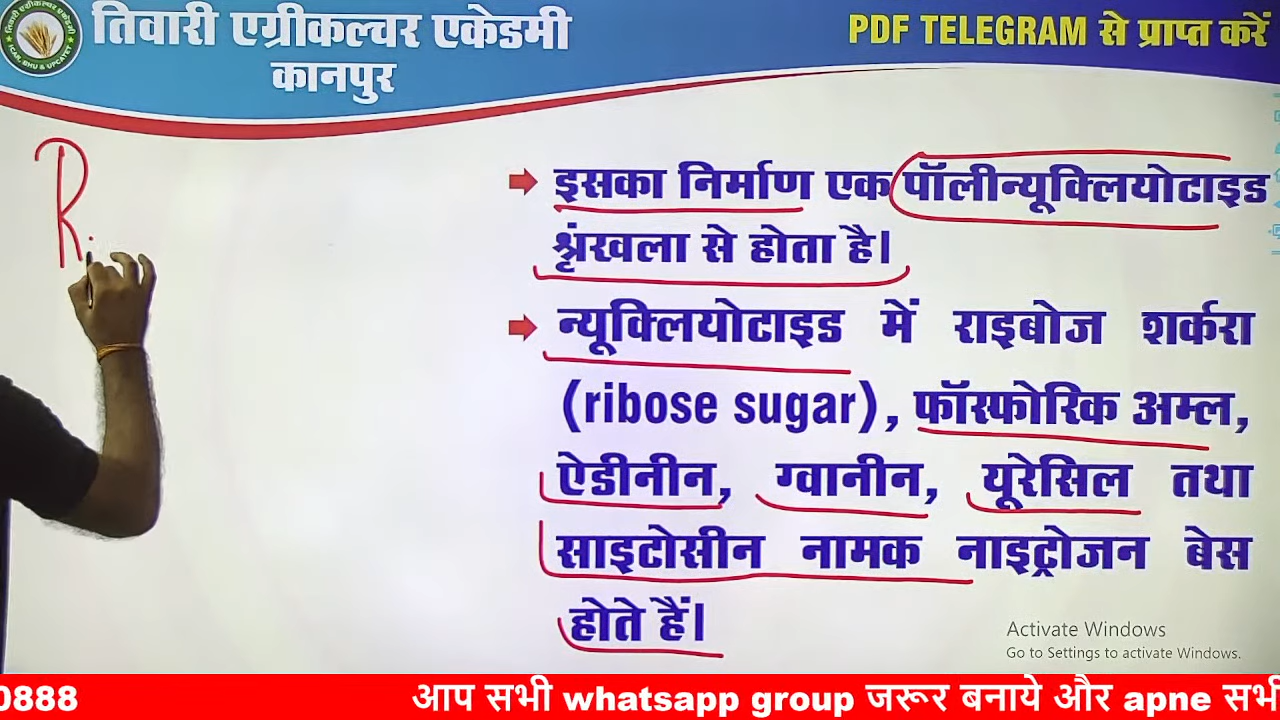 तिवारी एग्रीकल्चर एकेडमी
कानपुर
PDF TELEGRAM से प्राप्त करें
R
इसका निर्माण एक पॉलीन्यूक्लियोटाइड
श्रृंखला से होता है।
न्यूक्लियोटाइड में राइबोज शर्करा
(ribose sugar), फॉस्फोरिक अम्ल,
ऐडीनीन, ग्वानीन, यूरेसिल तथा
साइटोसीन नामक नाइट्रोजन बेस
होते हैं।
Activate Windows
Go to Settings to activate Windows.
0888 आप सभी whatsapp group जरूर बनाये और apne सभी